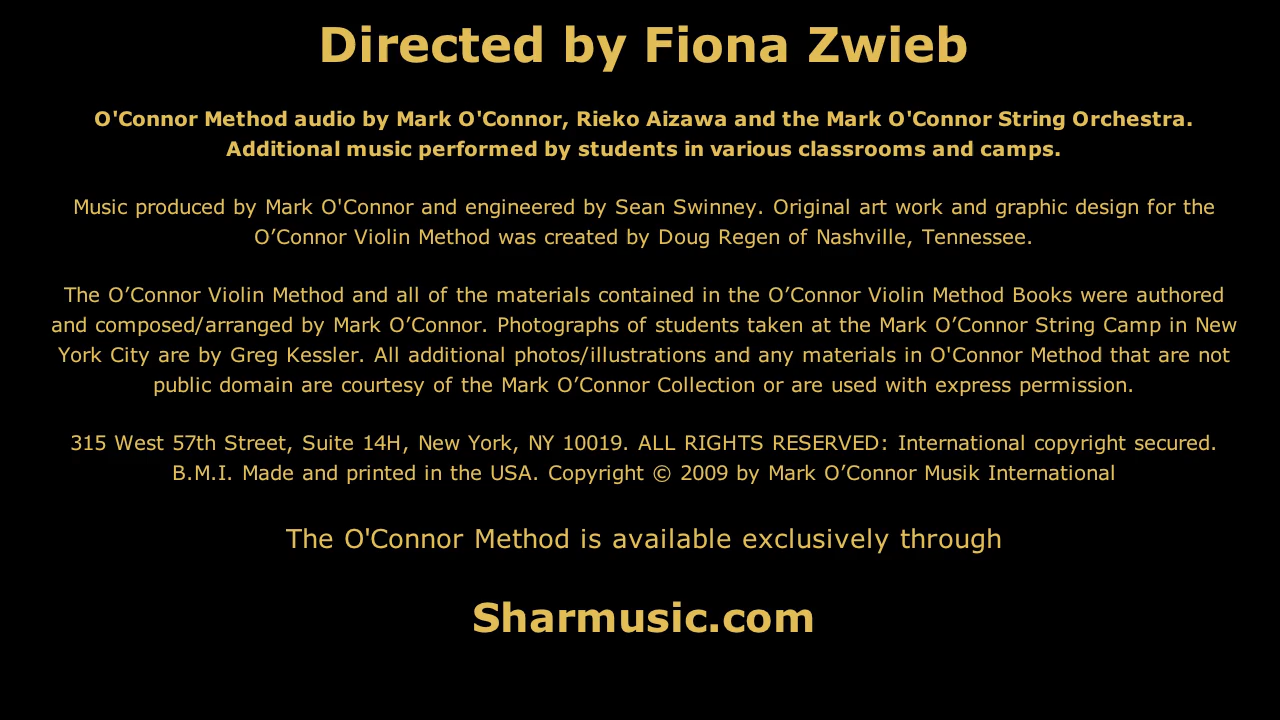 Directed by Fiona Zwieb
O'Connor Method audio by Mark O'Connor, Rieko Aizawa and the Mark O'Connor String Orchestra.
Additional music performed by students in various classrooms and camps.
Music produced by Mark O'Connor and engineered by Sean Swinney. Original art work and graphic design for the
O’Connor Violin Method was created by Doug Regen of Nashville, Tennessee.
The O’Connor Violin Method and all of the materials contained in the O’Connor Violin Method Books were authored
and composed/arranged by Mark O’Connor. Photographs of students taken at the Mark O’Connor String Camp in New
York City are by Greg Kessler. All additional photos/illustrations and any materials in O'Connor Method that are not
public domain are courtesy of the Mark O’Connor Collection or are used with express permission.
315 West 57th Street, Suite 14H, New York, NY 10019. ALL RIGHTS RESERVED: International copyright secured.
B.M.I. Made and printed in the USA. Copyright © 2009 by Mark O’Connor Musik International
The O'Connor Method is available exclusively through
Sharmusic.com